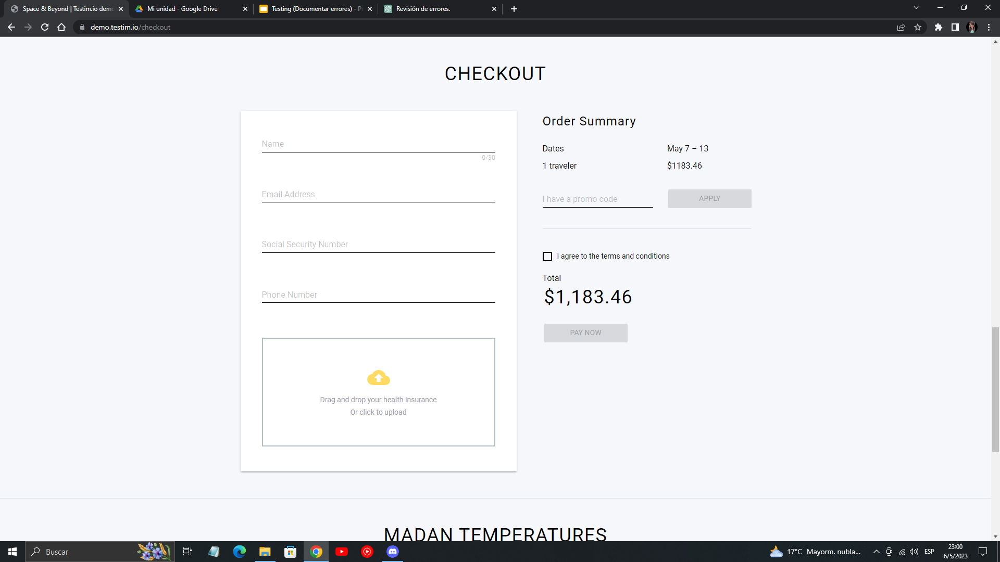 Space & Beyond | Testim.io demo
Mi unidad - Google Drive
Testing (Documentar errores) - P
Revisión de errores.
demo.testim.io/checkout
CHECKOUT
Name
0/30
Email Address
Social Security Number
Phone Number
Drag and drop your health insurance
Or click to upload
Order Summary
Dates May 7 – 13
1 traveler $1183.46
I have a promo code APPLY
I agree to the terms and conditions
Total
$1,183.46
PAY NOW
MADAN TEMPERATURES
Buscar
17°C Mayorm. nubla...
ESP
23:00
6/5/2023